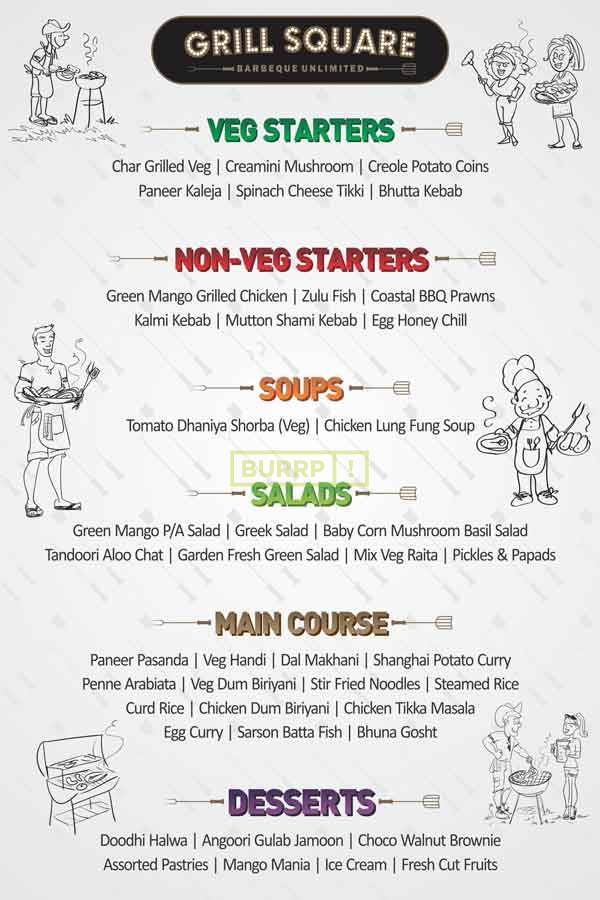 GRILL SQUARE
BARBEQUE UNLIMITED
VEG STARTERS
Char Grilled Veg | Creamini Mushroom | Creole Potato Coins
Paneer Kaleja | Spinach Cheese Tikki | Bhutta Kebab
NON-VEG STARTERS
Green Mango Grilled Chicken | Zulu Fish | Coastal BBQ Prawns
Kalmi Kebab | Mutton Shami Kebab | Egg Honey Chill
SOUPS
Tomato Dhaniya Shorba (Veg) | Chicken Lung Fung Soup
BURRP!
SALADS
Green Mango P/A Salad | Greek Salad | Baby Corn Mushroom Basil Salad
Tandoori Aloo Chat | Garden Fresh Green Salad | Mix Veg Raita | Pickles & Papads
MAIN COURSE
Paneer Pasanda | Veg Handi | Dal Makhani | Shanghai Potato Curry
Penne Arabiata | Veg Dum Biriyani | Stir Fried Noodles | Steamed Rice
Curd Rice | Chicken Dum Biriyani | Chicken Tikka Masala
Egg Curry | Sarson Batta Fish | Bhuna Gosht
DESSERTS
Doodhi Halwa | Angoori Gulab Jamoon | Choco Walnut Brownie
Assorted Pastries | Mango Mania | Ice Cream | Fresh Cut Fruits